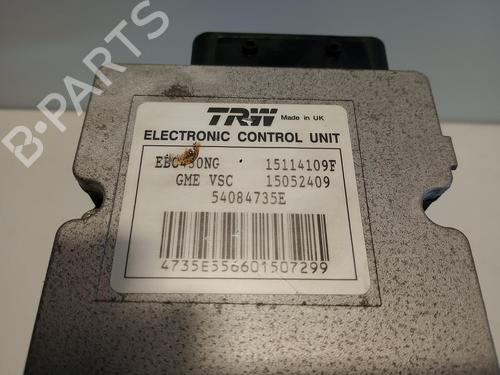 B-PARTS
TRW Made in UK
ELECTRONIC CONTROL UNIT
15114109F
GME VSC 15052409
54084735E
4735E556601507299